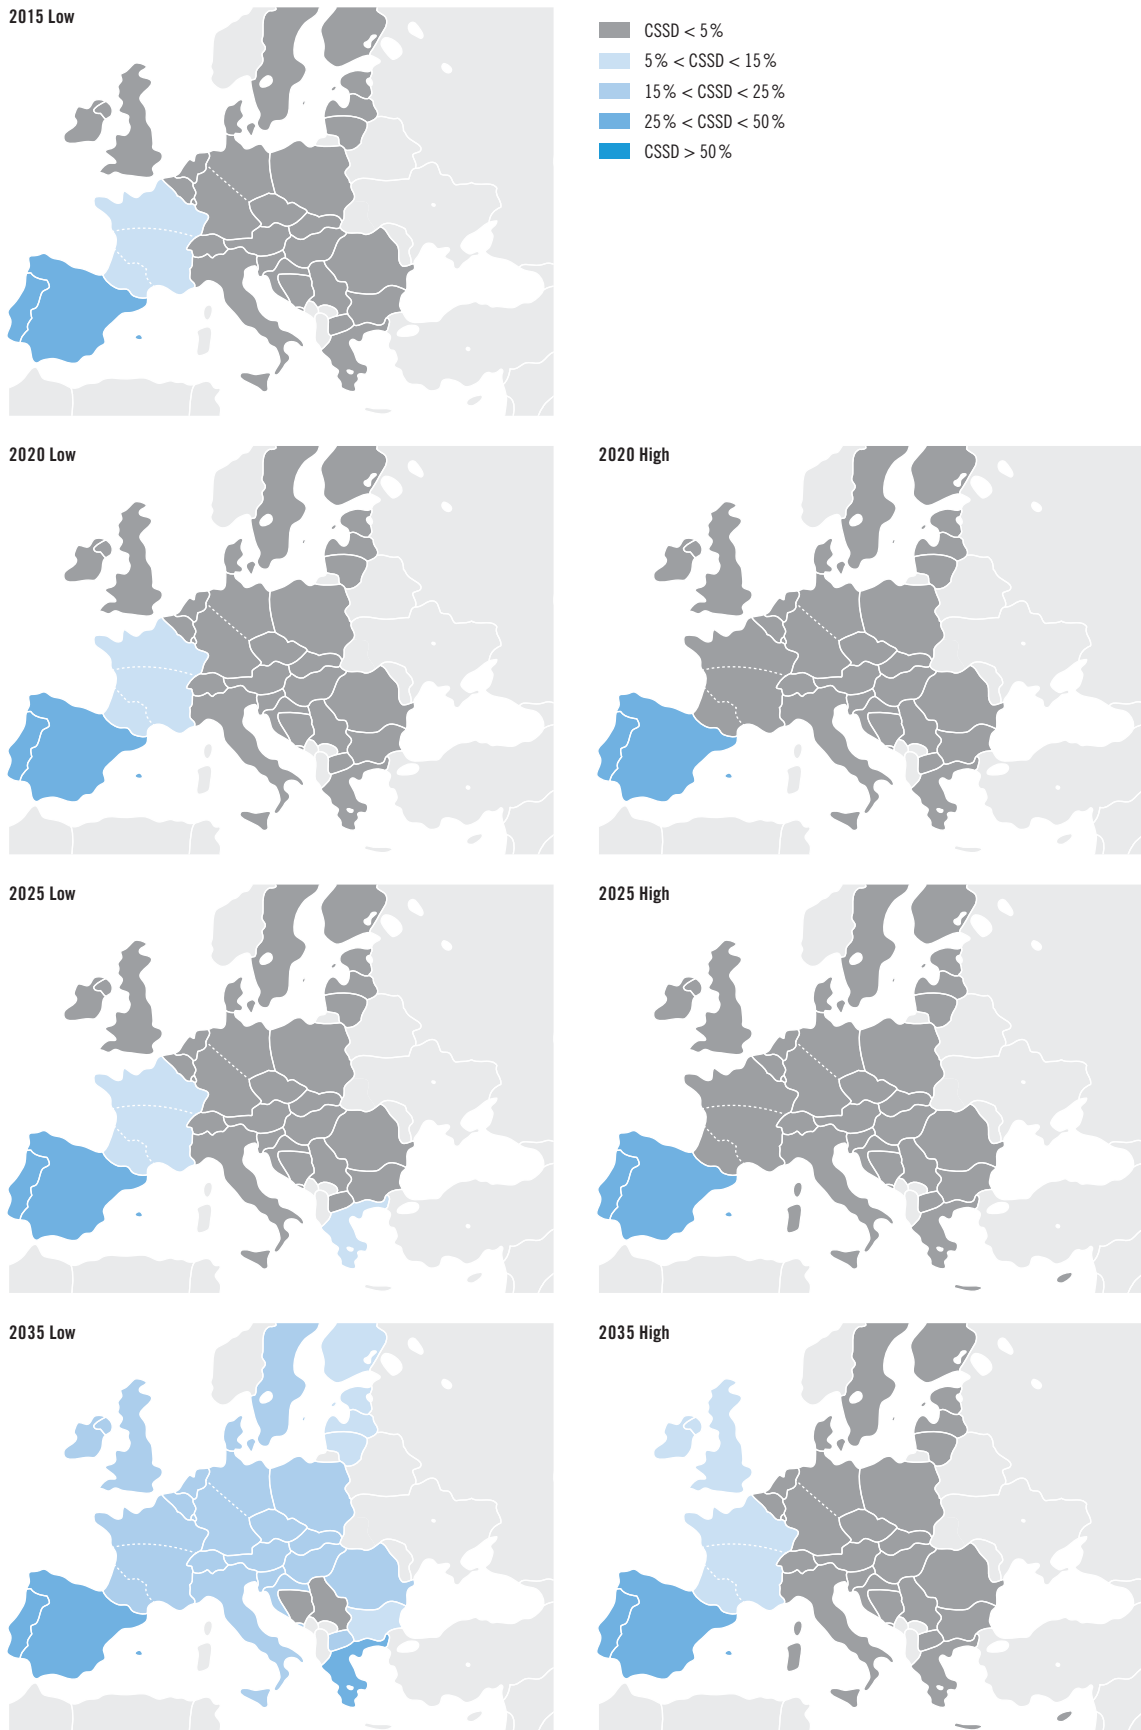 2015 Low
CSSD < 5 %
5 % < CSSD < 15 %
15 % < CSSD < 25 %
25 % < CSSD < 50 %
CSSD > 50 %
2020 Low
2020 High
2025 Low
2025 High
2035 Low
2035 High